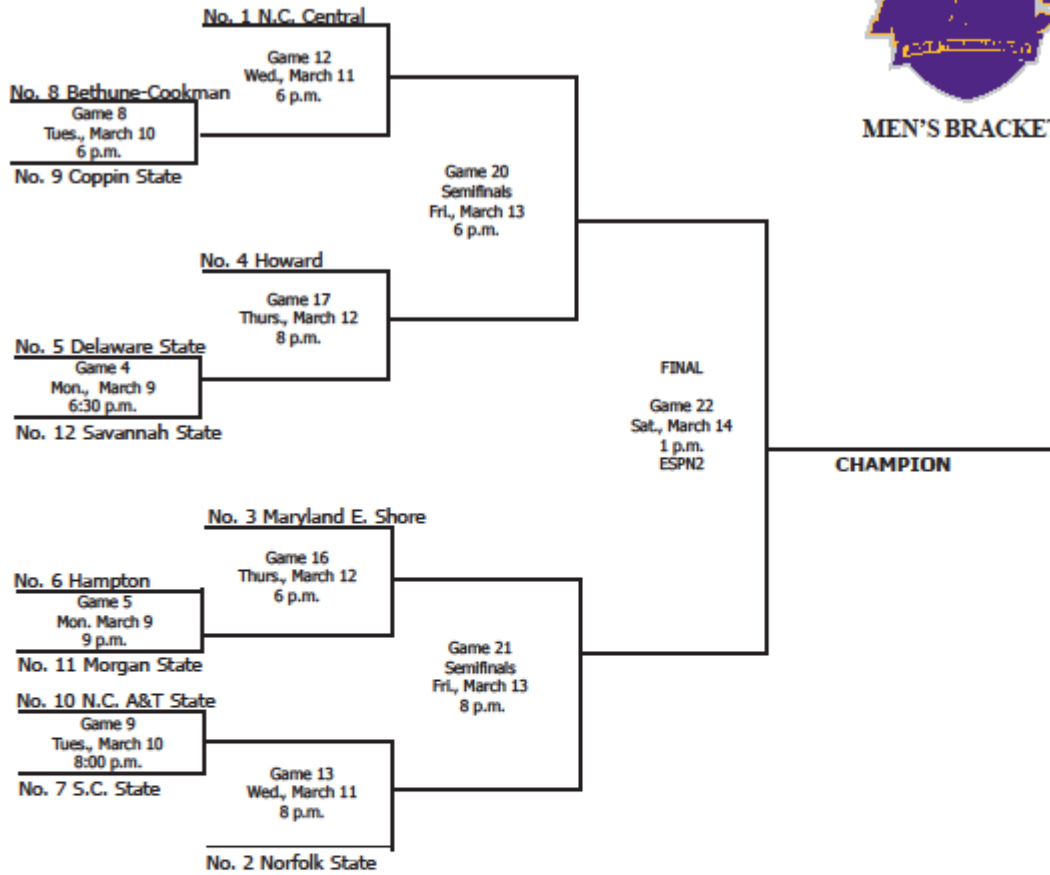 No. 1 N.C. Central
Game 12
Wed., March 11
6 p.m.
No. 8 Bethune-Cookman
Game 8
Tues., March 10
6 p.m.
No. 9 Coppin State
MEN'S BRACKET
Game 20
Semifinals
Fri., March 13
6 p.m.
No. 4 Howard
Game 17
Thurs., March 12
8 p.m.
No. 5 Delaware State
Game 4
Mon., March 9
6:30 p.m.
No. 12 Savannah State
FINAL
Game 22
Sat., March 14
1 p.m.
ESPN2
CHAMPION
No. 3 Maryland E. Shore
Game 16
Thurs., March 12
6 p.m.
No. 6 Hampton
Game 5
Mon. March 9
9 p.m.
No. 11 Morgan State
Game 21
Semifinals
Fri., March 13
8 p.m.
No. 10 N.C. A&T State
Game 9
Tues., March 10
8:00 p.m.
No. 7 S.C. State
Game 13
Wed., March 11
8 p.m.
No. 2 Norfolk State